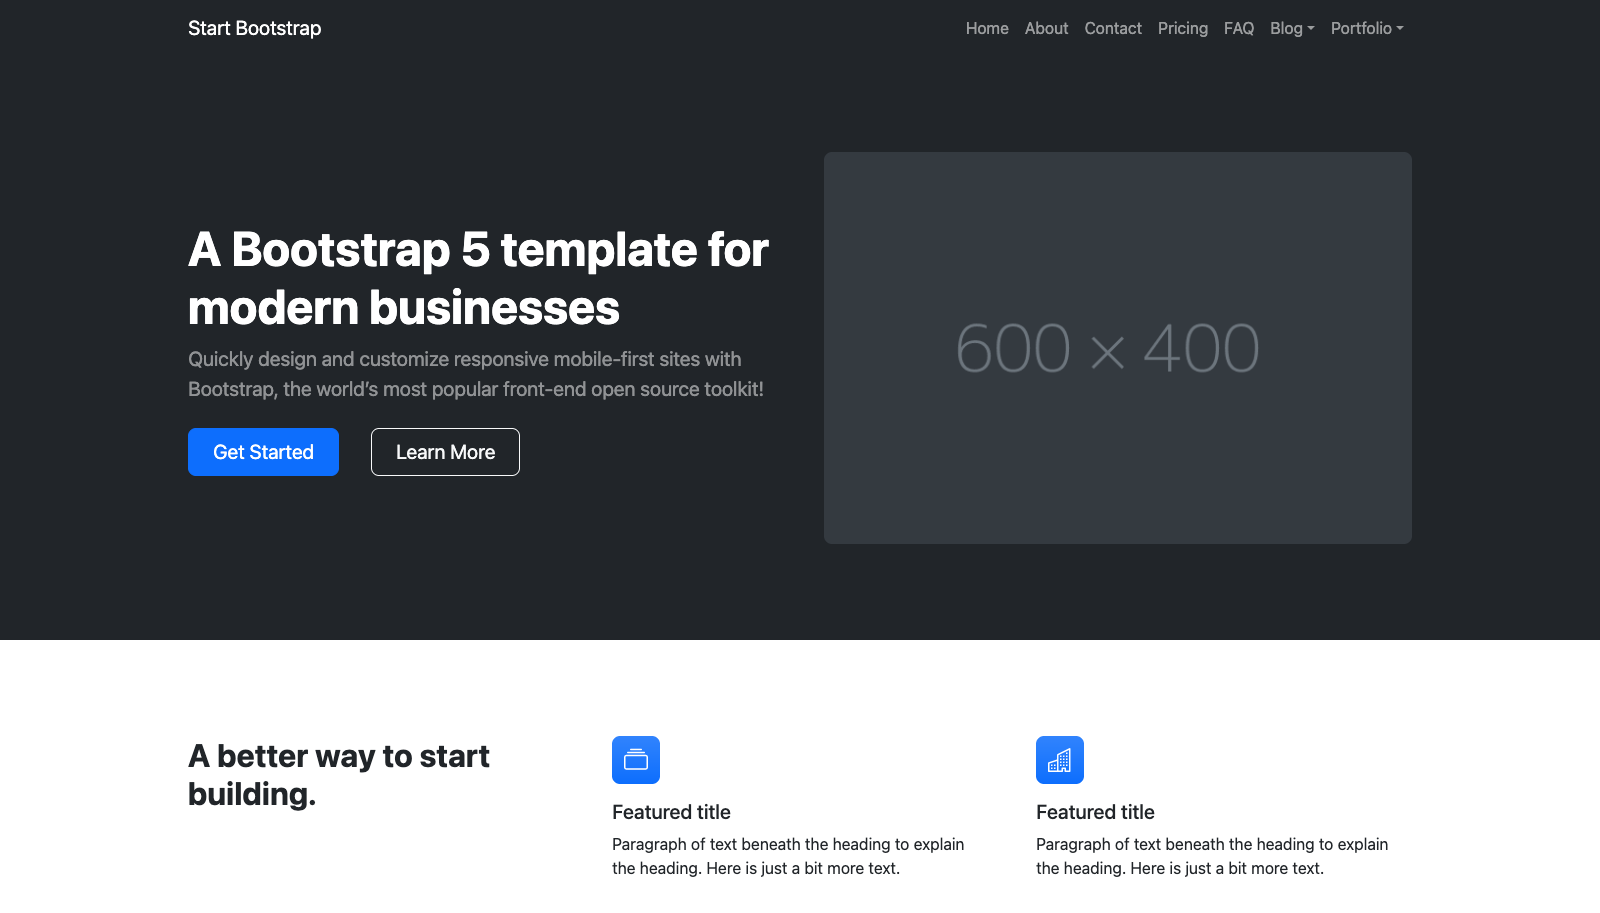 Start Bootstrap
Home About Contact Pricing FAQ Blog Portfolio
A Bootstrap 5 template for
modern businesses
Quickly design and customize responsive mobile-first sites with
Bootstrap, the world’s most popular front-end open source toolkit!
Get Started
Learn More
600 × 400
A better way to start
building.
Featured title
Paragraph of text beneath the heading to explain
the heading. Here is just a bit more text.
Featured title
Paragraph of text beneath the heading to explain
the heading. Here is just a bit more text.